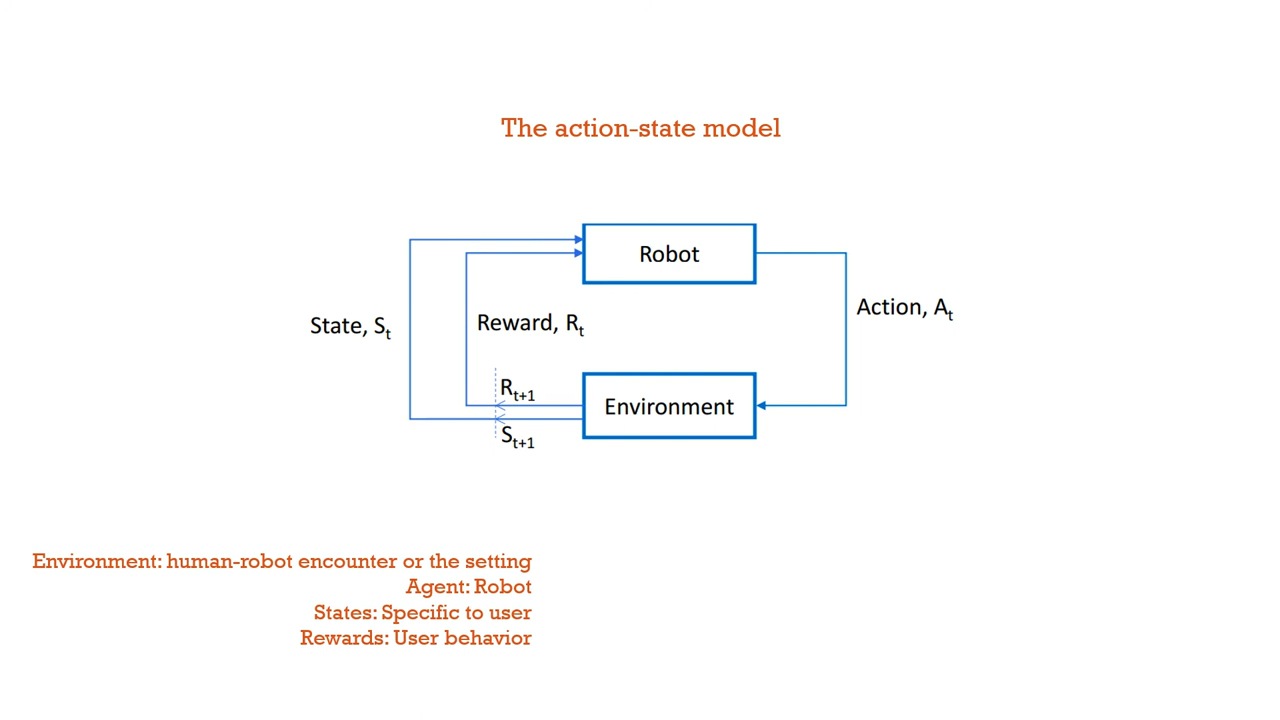 The action-state model
Robot
State, Sₜ
Reward, Rₜ
Action, Aₜ
Rₜ₊₁
Environment
Sₜ₊₁
Environment: human-robot encounter or the setting
Agent: Robot
States: Specific to user
Rewards: User behavior